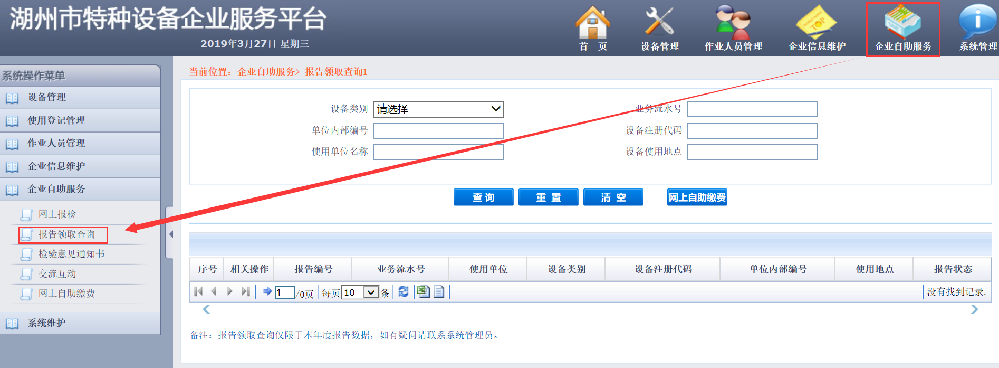 湖州市特种设备企业服务平台
2019年3月27日 星期三
首 页
设备管理
作业人员管理
企业信息维护
企业自助服务
系统管理
系统操作菜单
设备管理
使用登记管理
作业人员管理
企业信息维护
企业自助服务
网上报检
报告领取查询
检验意见通知书
交流互动
网上自助缴费
系统维护
当前位置：企业自助服务> 报告领取查询1
设备类别 请选择 业务流水号
单位内部编号 设备注册代码
使用单位名称 设备使用地点
查 询 重 置 清 空 网上自助缴费
序号 相关操作 报告编号 业务流水号 使用单位 设备类别 设备注册代码 单位内部编号 使用地点 报告状态
1 /0页 每页 10 条 没有找到记录.
备注：报告领取查询仅限于本年度报告数据，如有疑问请联系系统管理员。